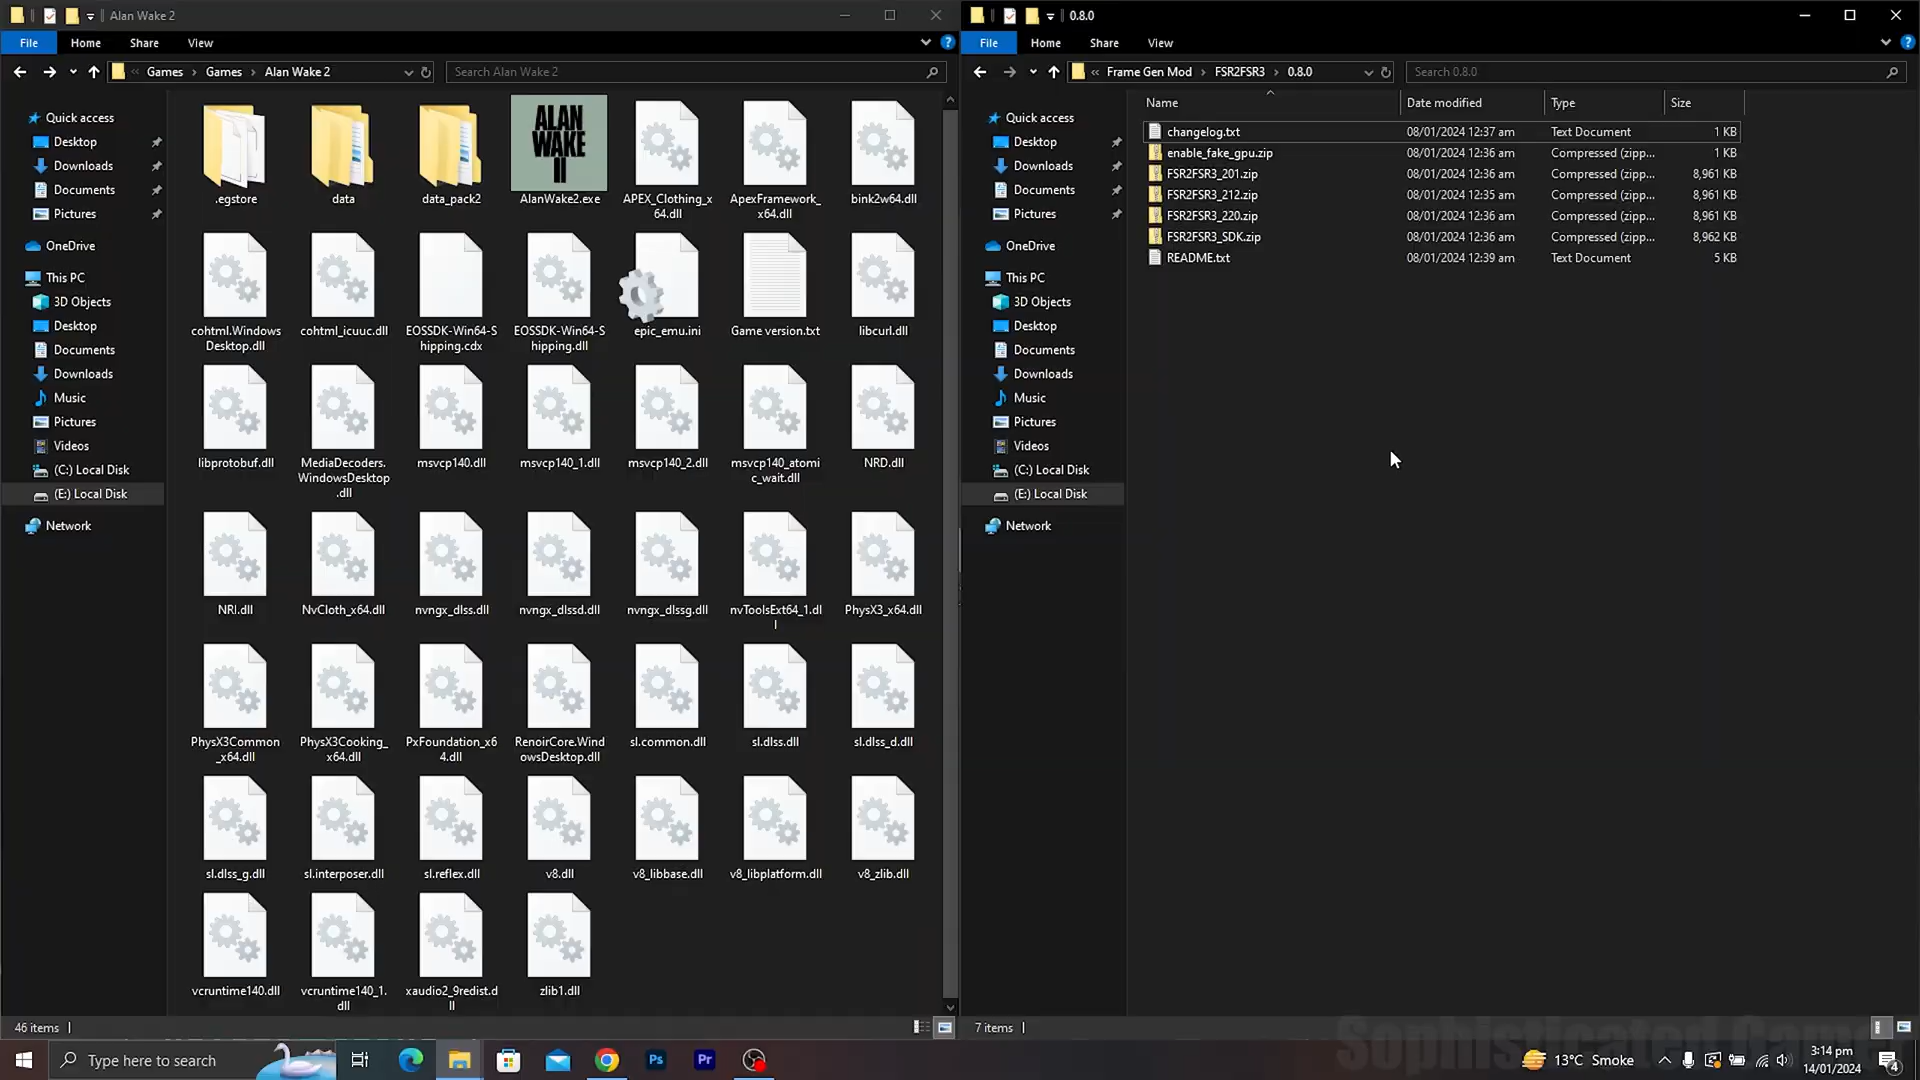 Alan Wake 2
File Home Share View
Games Games Alan Wake 2
Search Alan Wake 2
Quick access
Desktop
Downloads
Documents
Pictures
OneDrive
This PC
3D Objects
Desktop
Documents
Downloads
Music
Pictures
Videos
(C:) Local Disk
(E:) Local Disk
Network
ALAN
WAKE
II
.egstore data data_pack2 AlanWake2.exe APEX_Clothing_x ApexFramework_ bink2w64.dll
64.dll x64.dll
cohtml.Windows cohtml_icuuc.dll EOSSDK-Win64-S EOSSDK-Win64-S epic_emu.ini Game version.txt libcurl.dll
Desktop.dll hipping.cdx hipping.dll
libprotobuf.dll MediaDecoders. msvcp140.dll msvcp140_1.dll msvcp140_2.dll msvcp140_atomi NRD.dll
WindowsDesktop c_wait.dll
.dll
NRI.dll NvCloth_x64.dll nvngx_dlss.dll nvngx_dlssd.dll nvngx_dlssg.dll nvToolsExt64_1.dl PhysX3_x64.dll
l
PhysX3Common PhysX3Cooking_ PxFoundation_x6 RenoirCore.Wind sl.common.dll sl.dlss.dll sl.dlss_d.dll
_x64.dll x64.dll 4.dll owsDesktop.dll
sl.dlss_g.dll sl.interposer.dll sl.reflex.dll v8.dll v8_libbase.dll v8_libplatform.dll v8_zlib.dll
vcruntime140.dll vcruntime140_1. xaudio2_9redist.d zlib1.dll
dll ll
46 items
0.8.0
File Home Share View
Frame Gen Mod FSR2FSR3 0.8.0
Search 0.8.0
Quick access
Desktop
Downloads
Documents
Pictures
OneDrive
This PC
3D Objects
Desktop
Documents
Downloads
Music
Pictures
Videos
(C:) Local Disk
(E:) Local Disk
Network
Name Date modified Type Size
changelog.txt 08/01/2024 12:37 am Text Document 1 KB
enable_fake_gpu.zip 08/01/2024 12:36 am Compressed (zipp... 1 KB
FSR2FSR3_201.zip 08/01/2024 12:36 am Compressed (zipp... 8,961 KB
FSR2FSR3_212.zip 08/01/2024 12:35 am Compressed (zipp... 8,961 KB
FSR2FSR3_220.zip 08/01/2024 12:36 am Compressed (zipp... 8,961 KB
FSR2FSR3_SDK.zip 08/01/2024 12:36 am Compressed (zipp... 8,962 KB
README.txt 08/01/2024 12:39 am Text Document 5 KB
7 items
Type here to search
Ps
Pr
13°C Smoke
3:14 pm
14/01/2024
4